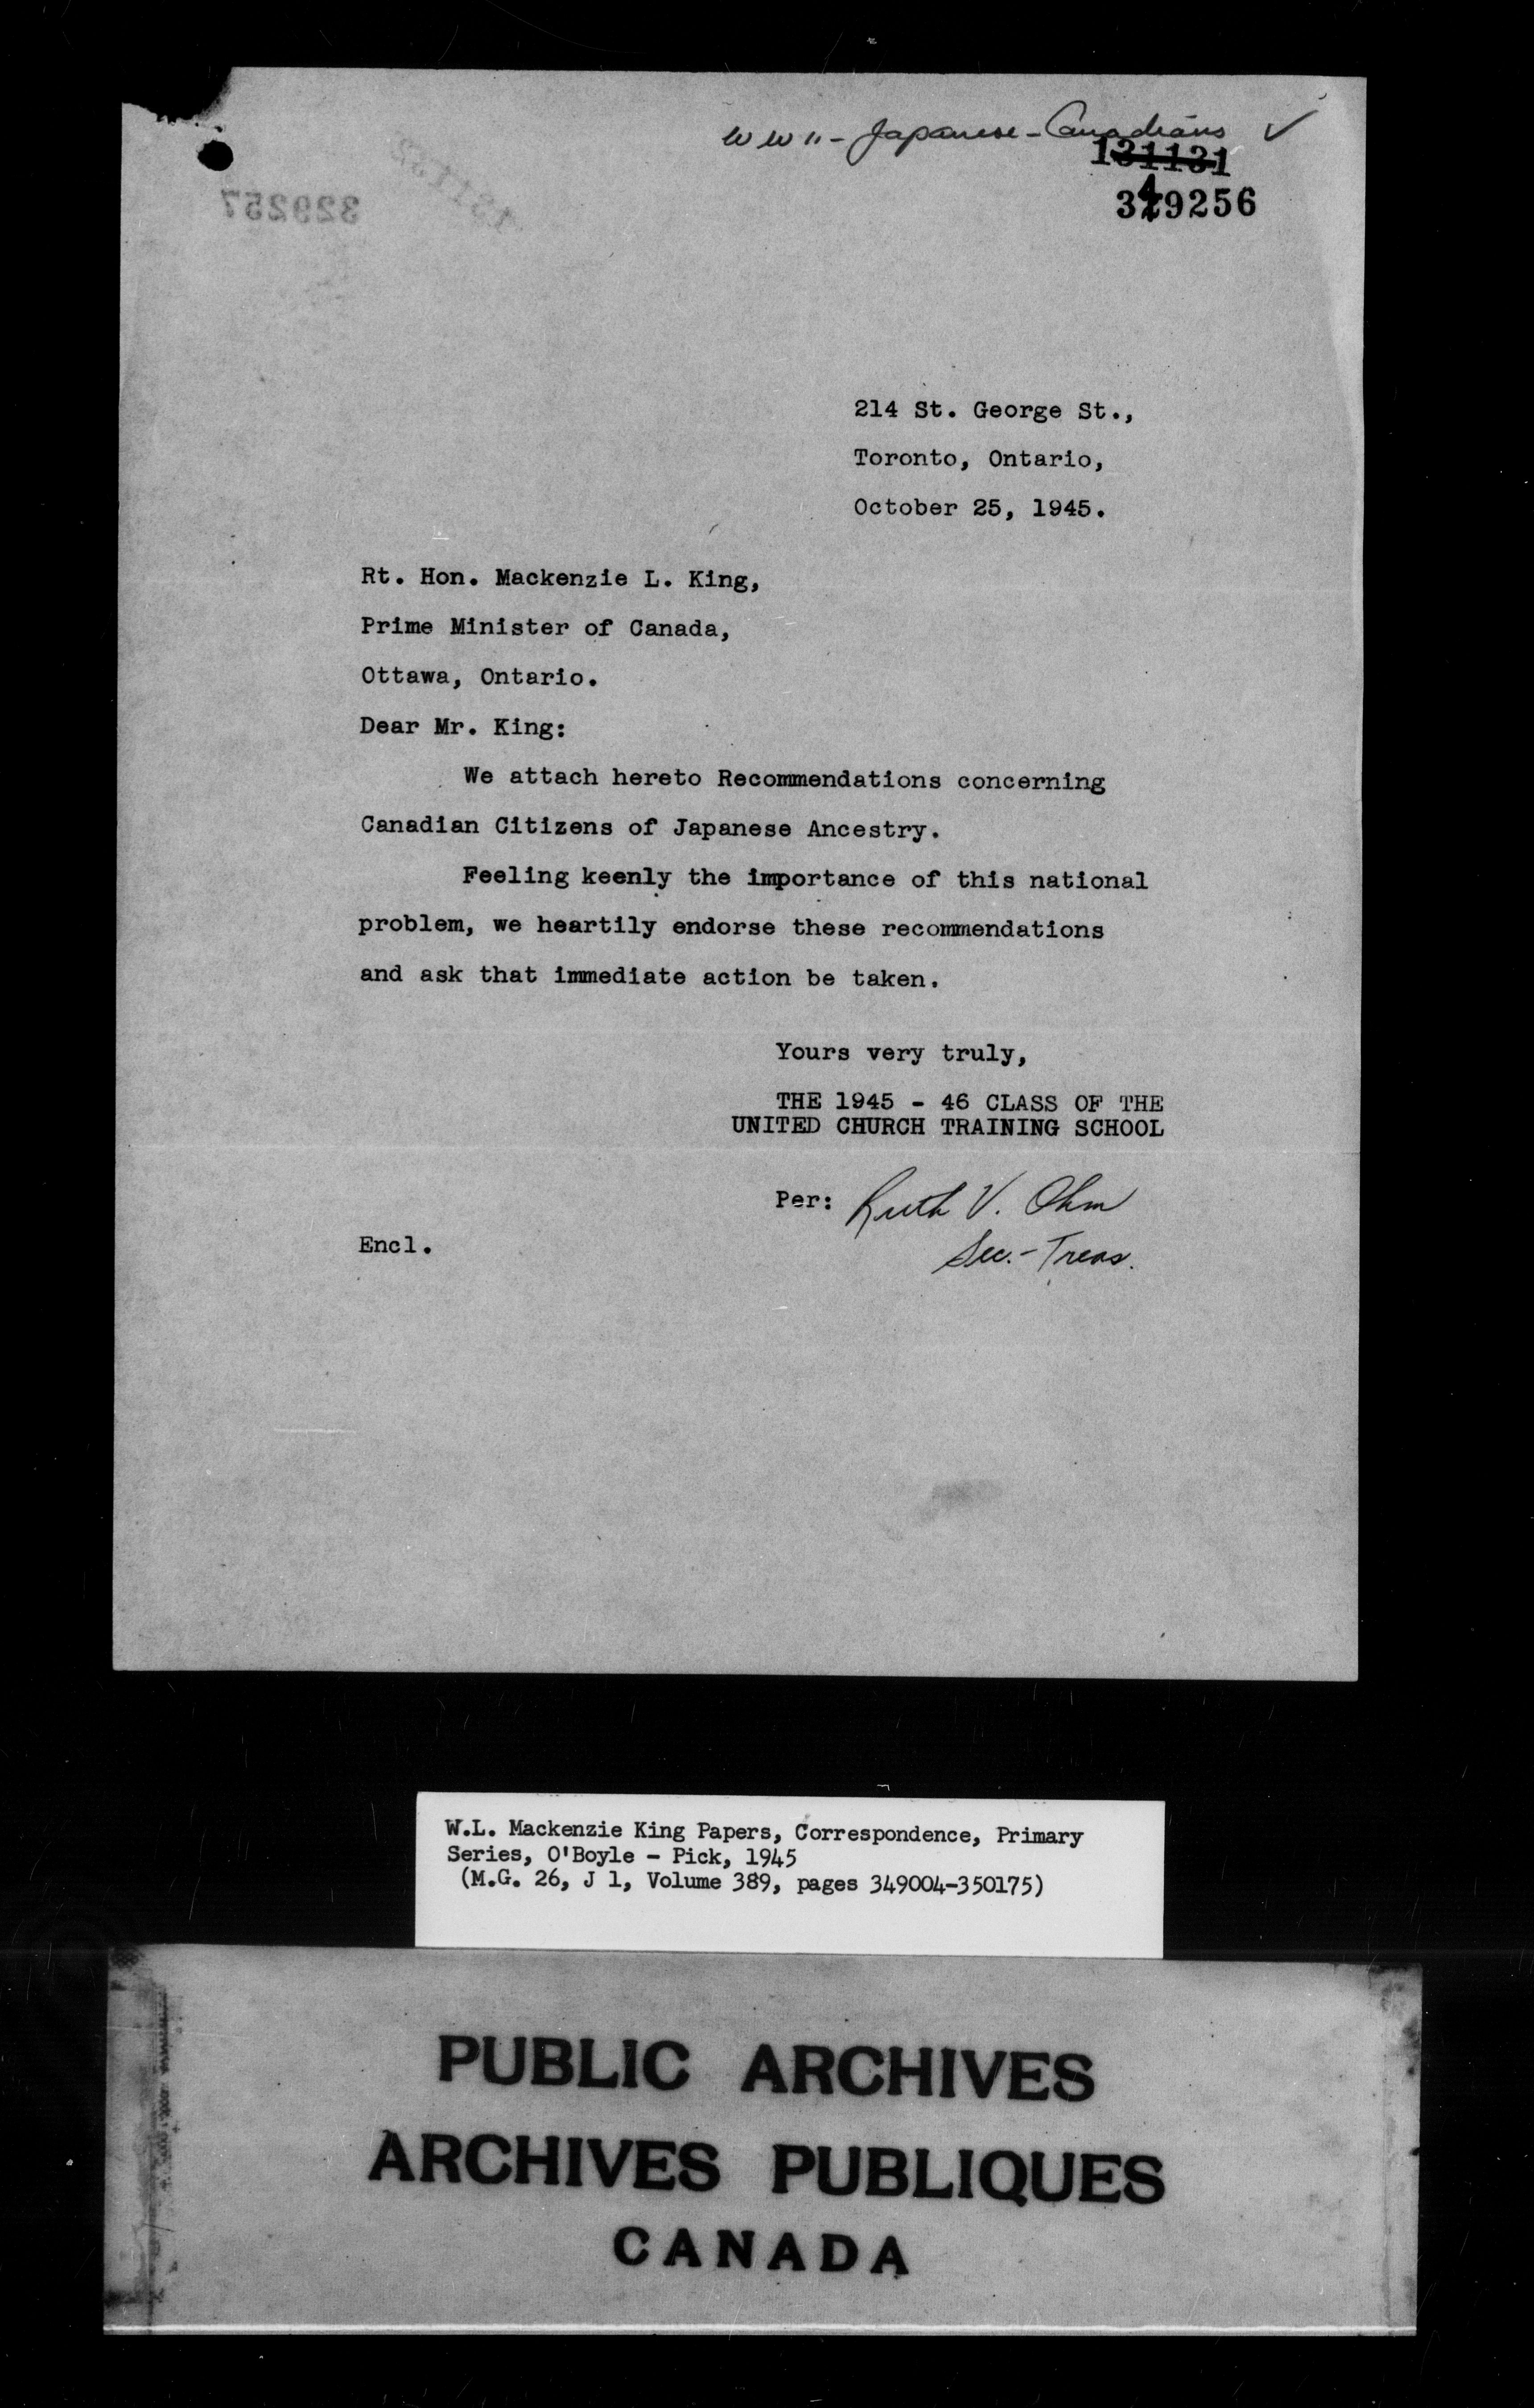 WW II - Japanese-Canadians ✓
131131
349256
329257
214 St. George St.,
Toronto, Ontario,
October 25, 1945.
Rt. Hon. Mackenzie L. King,
Prime Minister of Canada,
Ottawa, Ontario.
Dear Mr. King:
We attach hereto Recommendations concerning
Canadian Citizens of Japanese Ancestry.
Feeling keenly the importance of this national
problem, we heartily endorse these recommendations
and ask that immediate action be taken.
Yours very truly,
THE 1945 - 46 CLASS OF THE
UNITED CHURCH TRAINING SCHOOL
Per: Ruth V. Ohm
Sec.-Treas.
Encl.
W.L. Mackenzie King Papers, Correspondence, Primary
Series, O'Boyle - Pick, 1945
(M.G. 26, J 1, Volume 389, pages 349004-350175)
PUBLIC ARCHIVES
ARCHIVES PUBLIQUES
CANADA